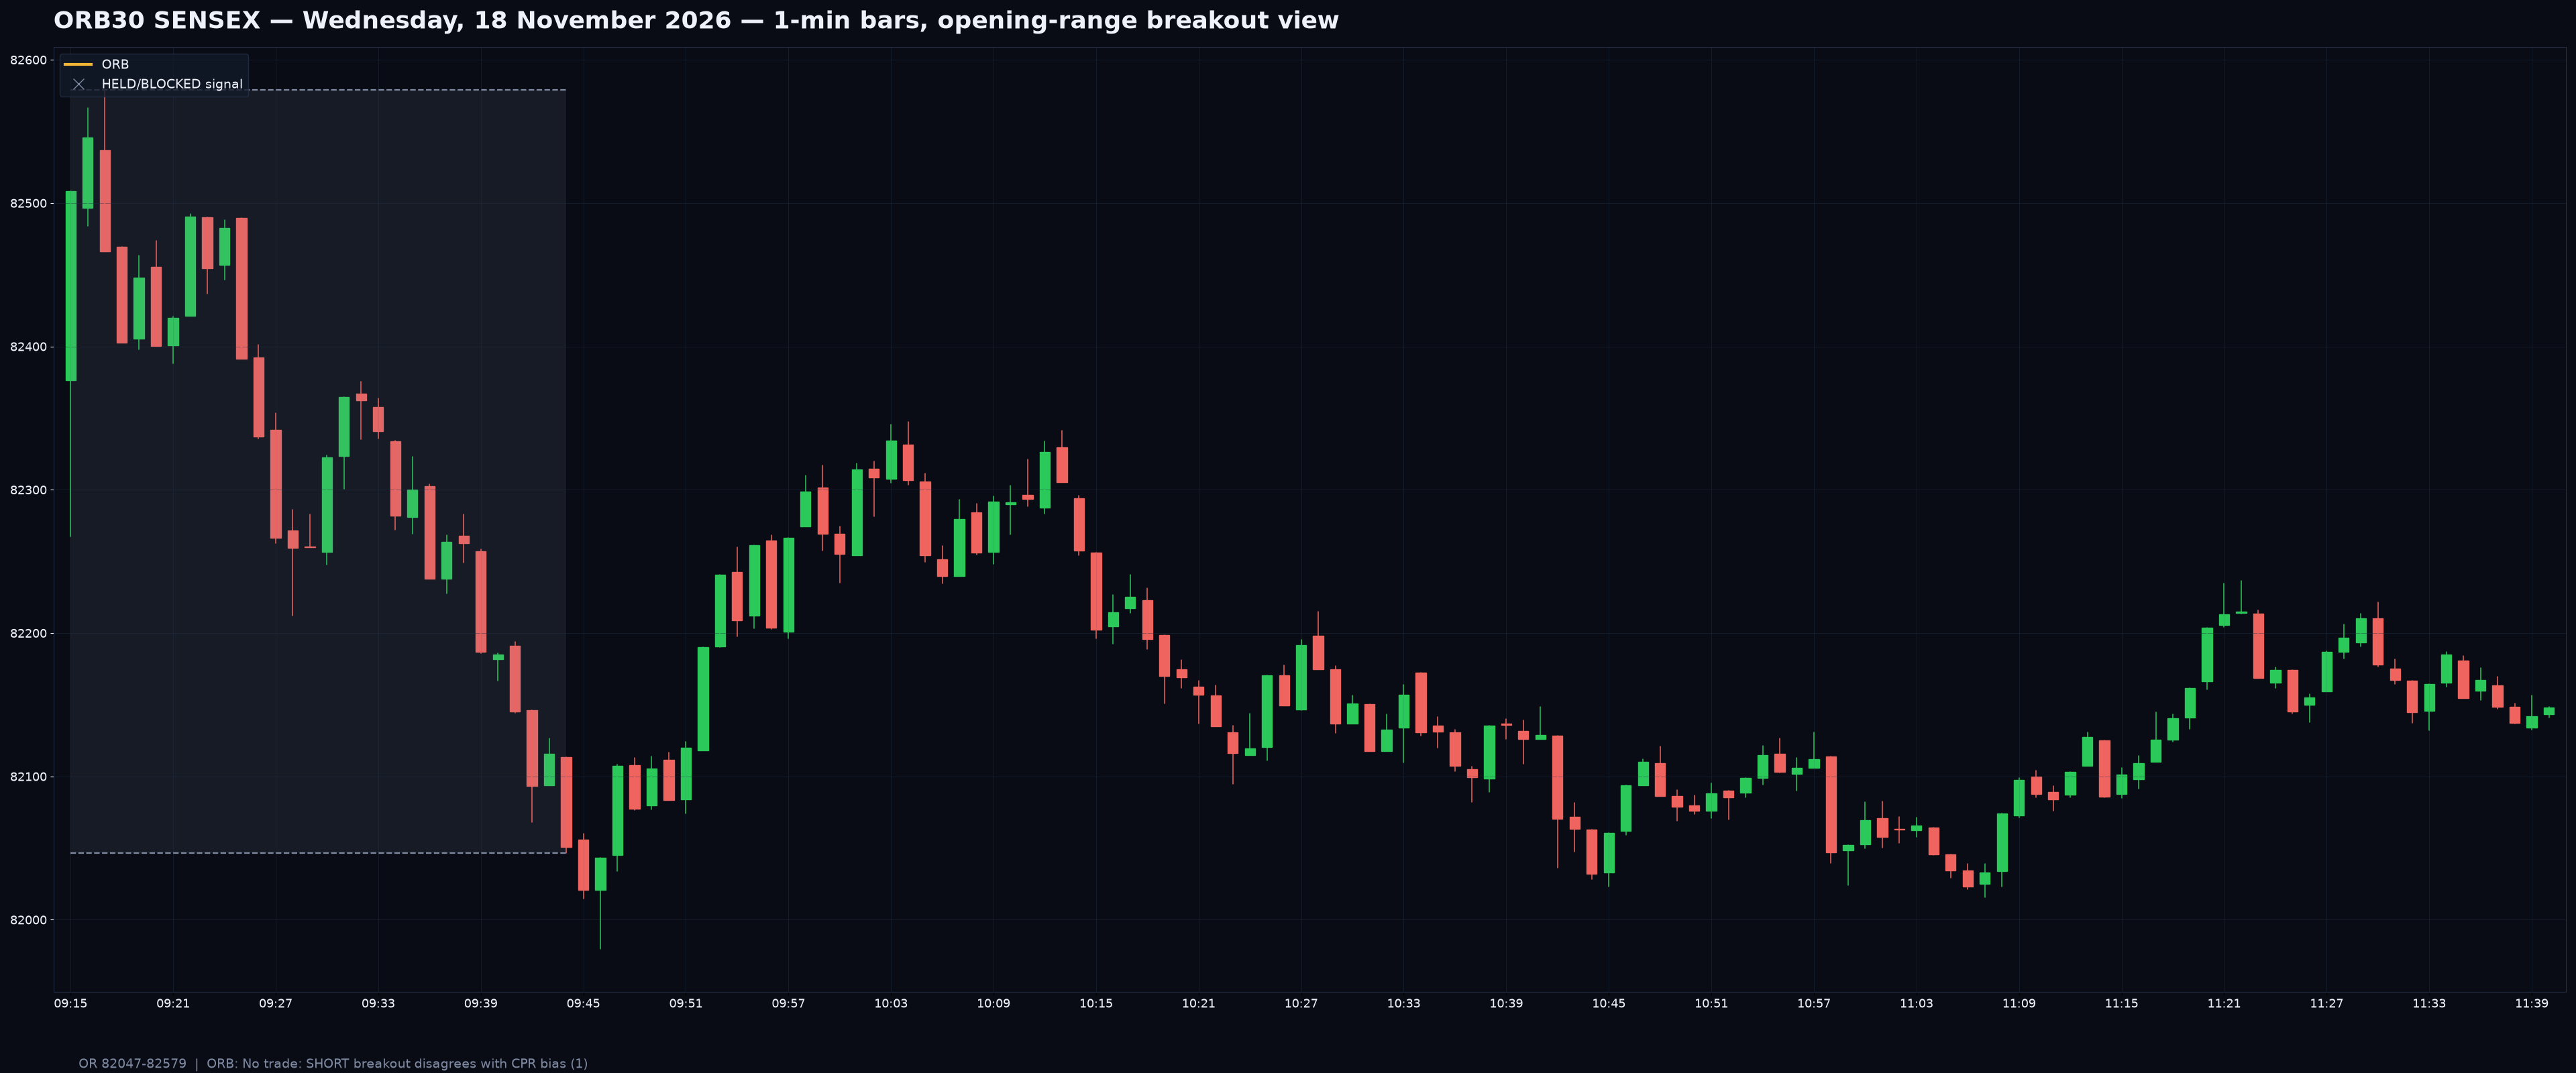 ORB30 SENSEX — Wednesday, 18 November 2026 — 1-min bars, opening-range breakout view
ORB
HELD/BLOCKED signal
82600
82500
82400
82300
82200
82100
82000
09:15 09:21 09:27 09:33 09:39 09:45 09:51 09:57 10:03 10:09 10:15 10:21 10:27 10:33 10:39 10:45 10:51 10:57 11:03 11:09 11:15 11:21 11:27 11:33 11:39
OR 82047-82579 | ORB: No trade: SHORT breakout disagrees with CPR bias (1)